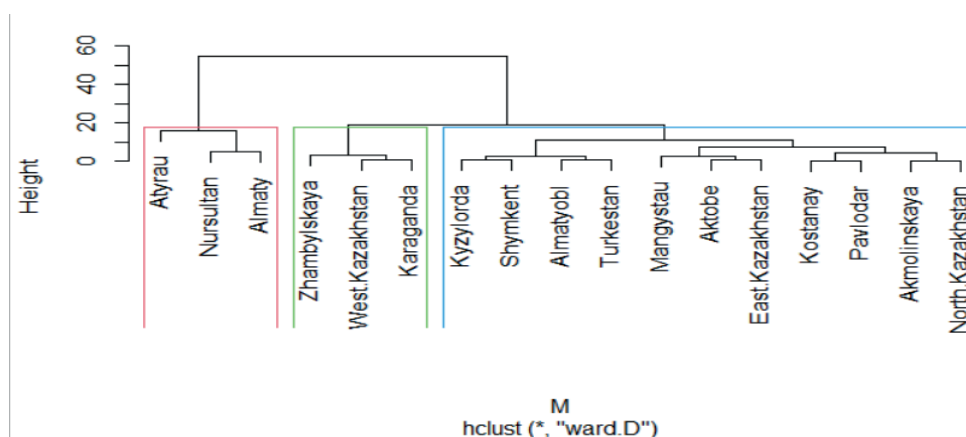 Height
60
40
20
0
Atyrau
Nursultan
Almaty
Zhambylskaya
West.Kazakhstan
Karaganda
Kyzylorda
Shymkent
Almatyobl
Turkestan
Mangystau
Aktobe
East.Kazakhstan
Kostanay
Pavlodar
Akmolinskaya
North.Kazakhstan
M
hclust (*, "ward.D")